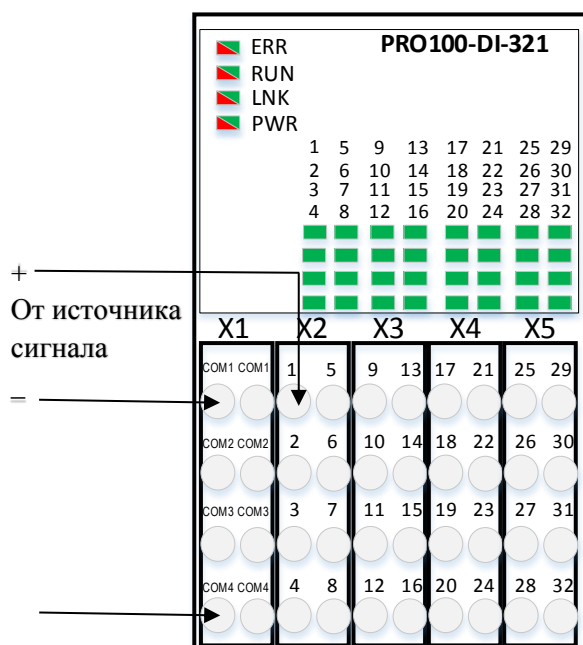 ERR PRO100-DI-321
RUN
LNK
PWR
1 5 9 13 17 21 25 29
2 6 10 14 18 22 26 30
3 7 11 15 19 23 27 31
4 8 12 16 20 24 28 32
+
От источника
сигнала
–
X1 X2 X3 X4 X5
COM1 COM1 1 5 9 13 17 21 25 29
COM2 COM2 2 6 10 14 18 22 26 30
COM3 COM3 3 7 11 15 19 23 27 31
COM4 COM4 4 8 12 16 20 24 28 32